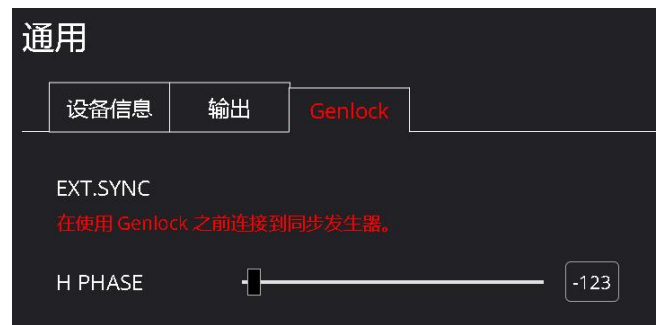 通用
设备信息 输出 Genlock
EXT.SYNC
在使用 Genlock 之前连接到同步发生器。
H PHASE -123